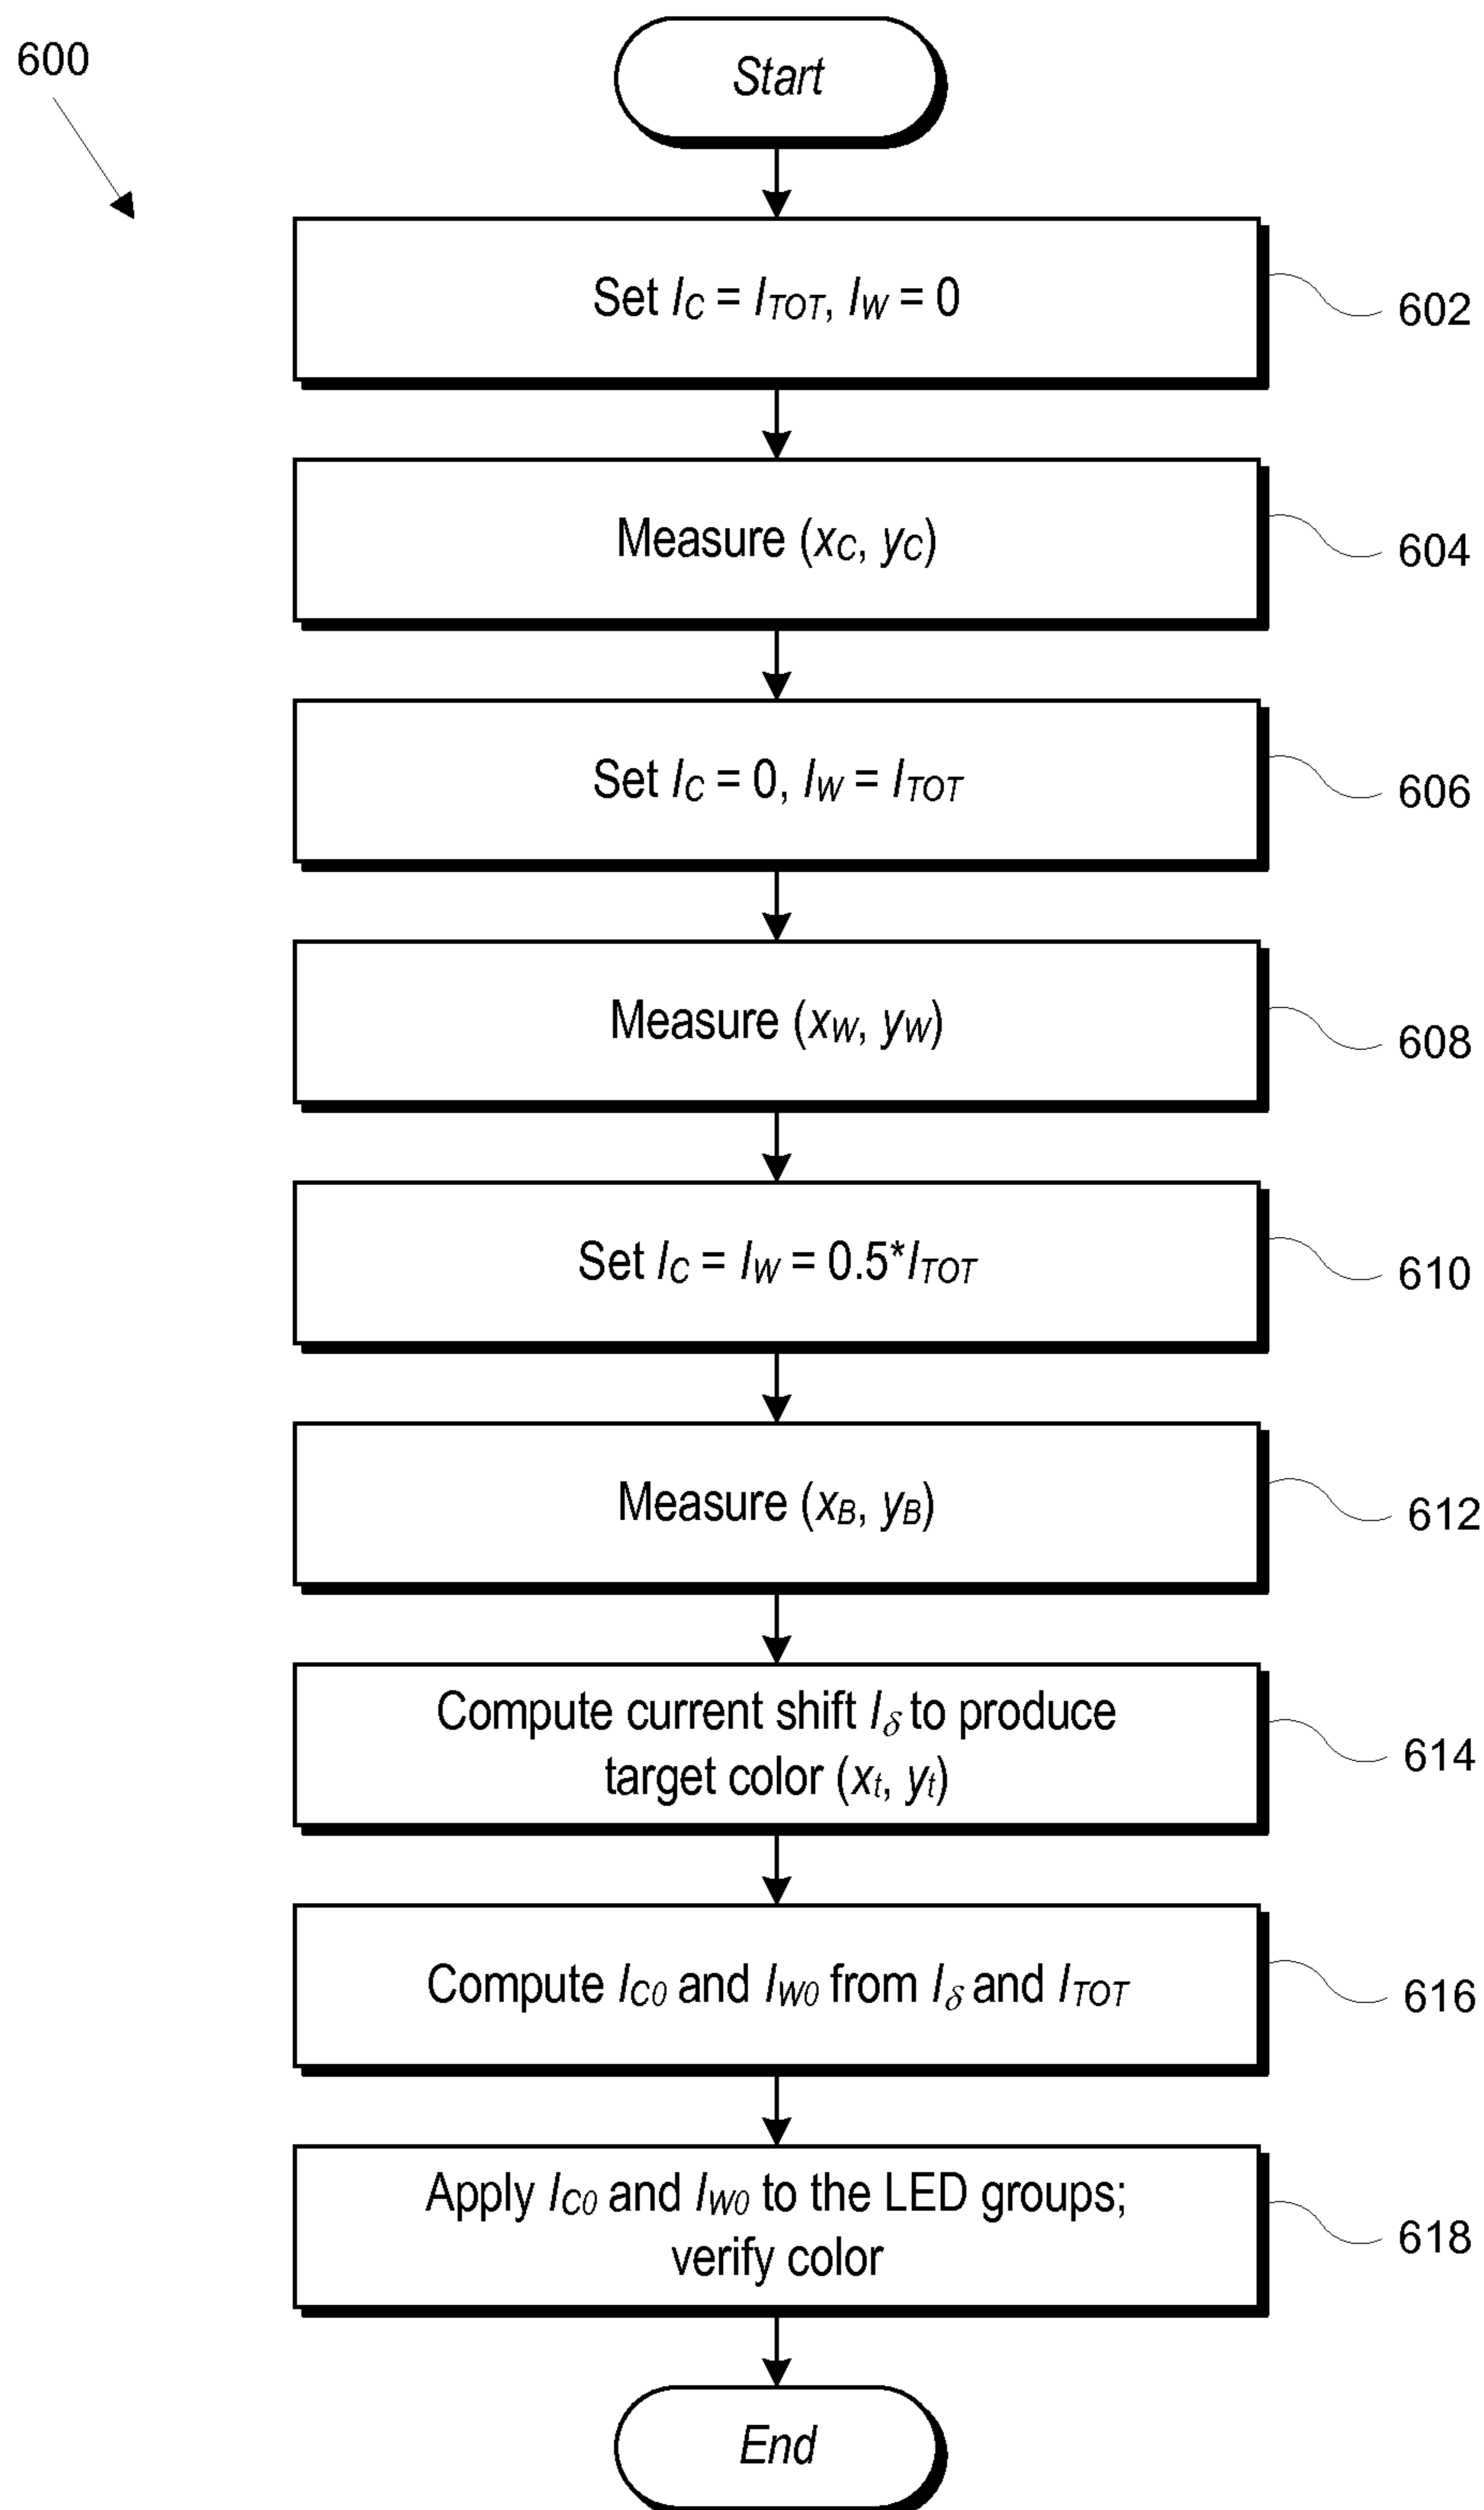 600
Start
Set IC = ITOT, IW = 0
602
Measure (xC, yC)
604
Set IC = 0, IW = ITOT
606
Measure (xW, yW)
608
Set IC = IW = 0.5*ITOT
610
Measure (xB, yB)
612
Compute current shift Iδ to produce
target color (xt, yt)
614
Compute IC0 and IW0 from Iδ and ITOT
616
Apply IC0 and IW0 to the LED groups;
verify color
618
End